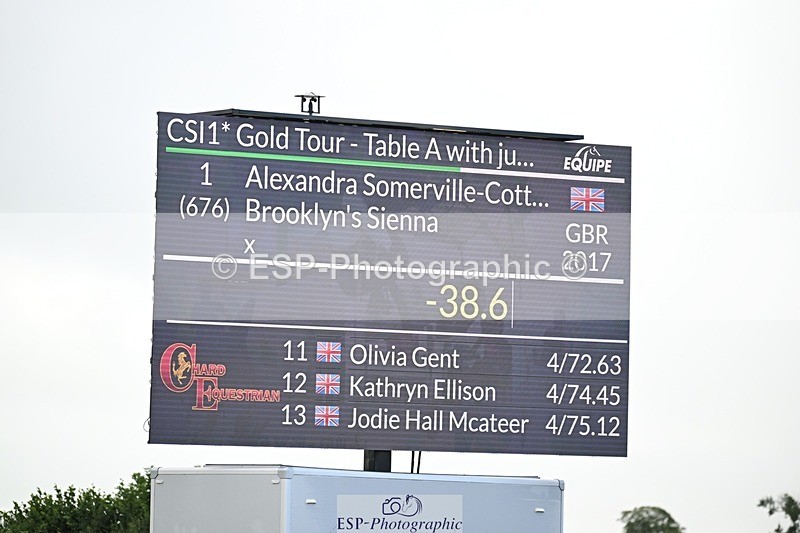 CSI1* Gold Tour - Table A with ju...
EQUIPE
1 Alexandra Somerville-Cott...
(676) Brooklyn's Sienna GBR
x 2017
© ESP-Photographic ©
-38.6
CHARD EQUESTRIAN
11 Olivia Gent 4/72.63
12 Kathryn Ellison 4/74.45
13 Jodie Hall Mcateer 4/75.12
ESP-Photographic